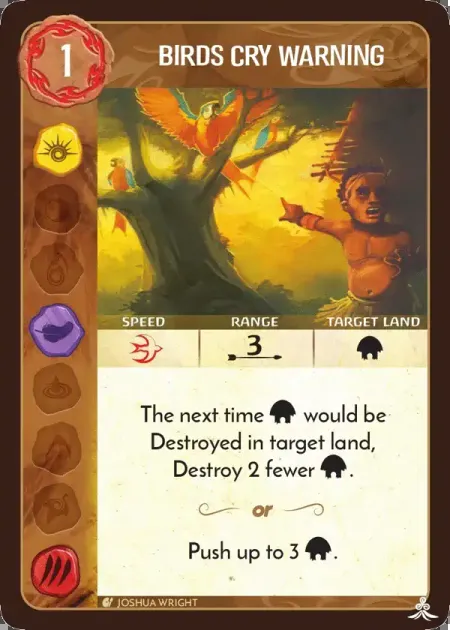 1
BIRDS CRY WARNING
SPEED RANGE TARGET LAND
3
The next time would be
Destroyed in target land,
Destroy 2 fewer .
or
Push up to 3 .
JOSHUA WRIGHT